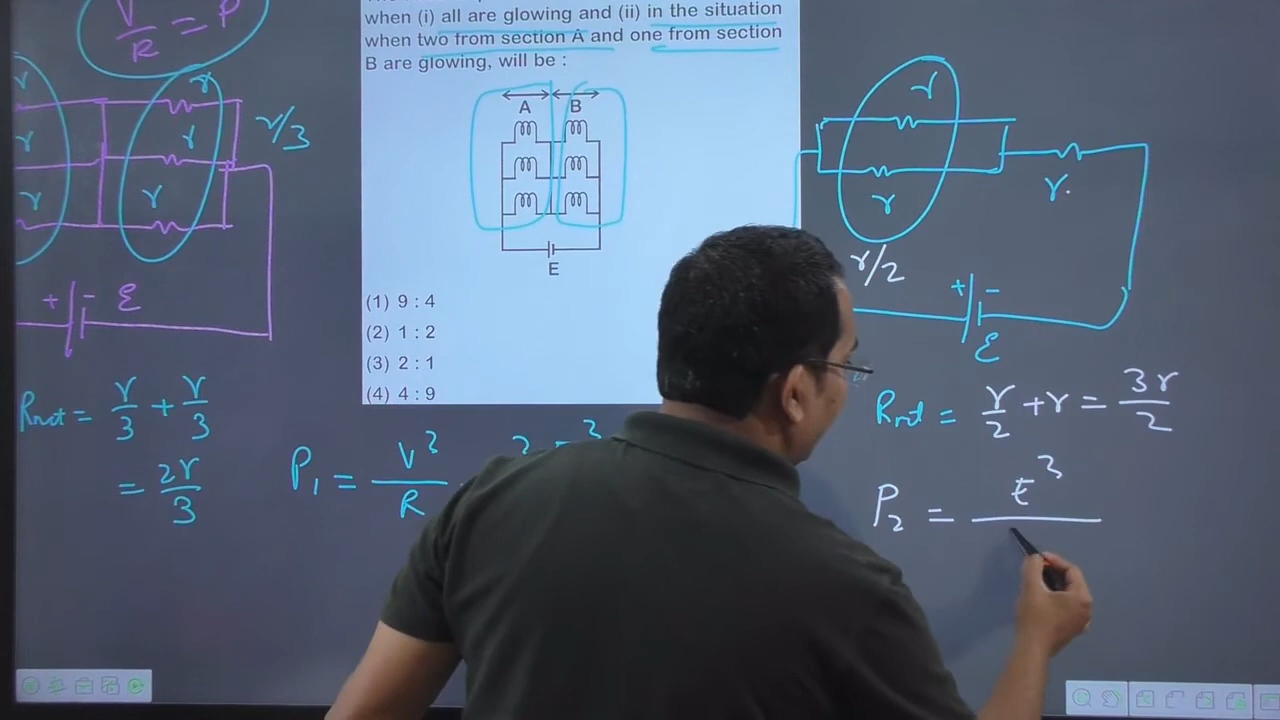 V/R = P
when (i) all are glowing and (ii) in the situation
when two from section A and one from section
B are glowing, will be :
A B
E
(1) 9 : 4
(2) 1 : 2
(3) 2 : 1
(4) 4 : 9
r
r
r
r
r
r
r/3
+ - ε
Rnet = r/3 + r/3
= 2r/3
P₁ = V²/R
r
r
r.
r/2
+ -
ε
Rnet = r/2 + r = 3r/2
P₂ = E²